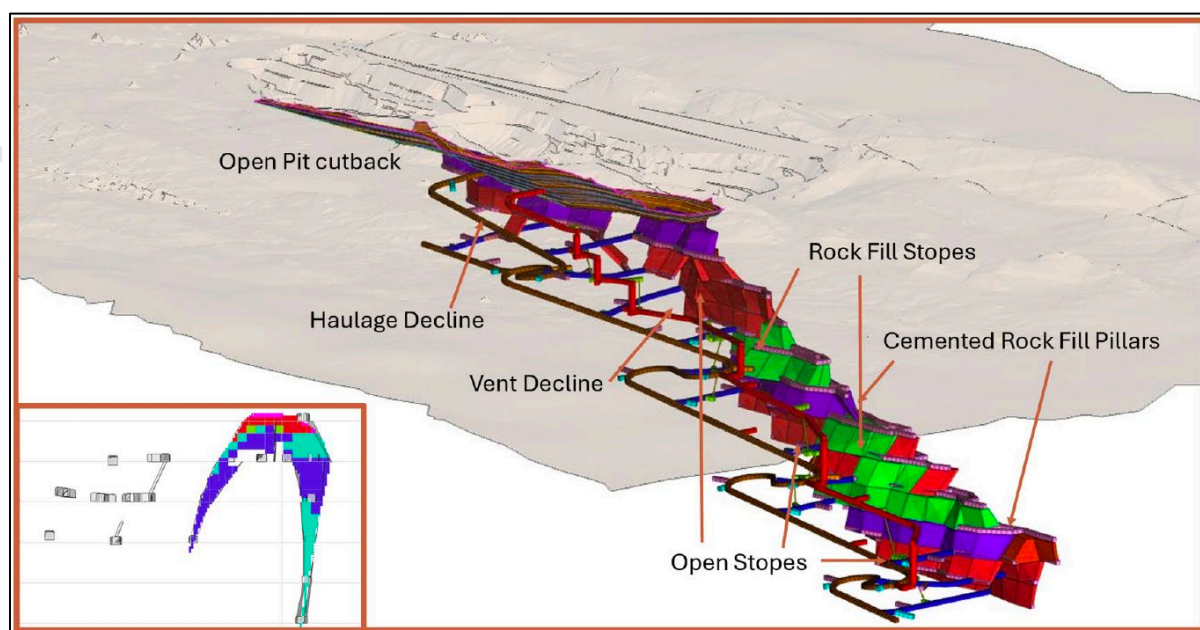 Open Pit cutback
Rock Fill Stopes
Haulage Decline
Cemented Rock Fill Pillars
Vent Decline
Open Stopes